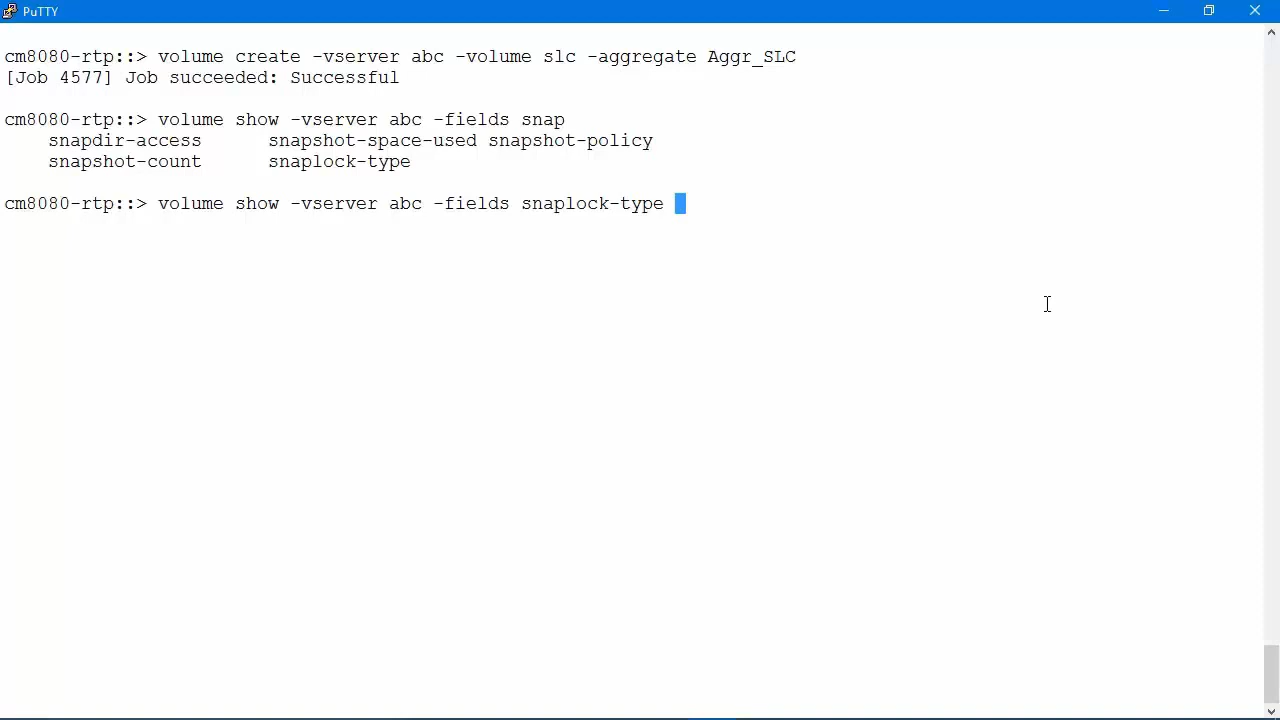 PuTTY
cm8080-rtp::> volume create -vserver abc -volume slc -aggregate Aggr_SLC
[Job 4577] Job succeeded: Successful
cm8080-rtp::> volume show -vserver abc -fields snap
    snapdir-access      snapshot-space-used snapshot-policy
    snapshot-count      snaplock-type
cm8080-rtp::> volume show -vserver abc -fields snaplock-type